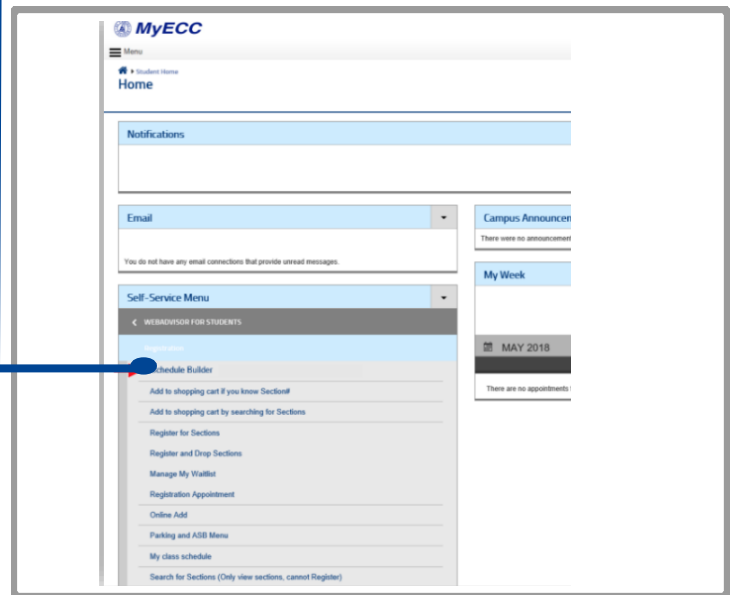 MyECC
Menu
Student Home
Home
Notifications
Email
You do not have any email connections that provide unread messages.
Campus
There were no
My Week
MAY 2018
There are no appointments
Self-Service Menu
WEBADVISOR FOR STUDENTS
Registration
Schedule Builder
Add to shopping cart if you know Section#
Add to shopping cart by searching for Sections
Register for Sections
Register and Drop Sections
Manage My Waitlist
Registration Appointment
Online Add
Parking and ASB Menu
My class schedule
Search for Sections (Only view sections, cannot Register)